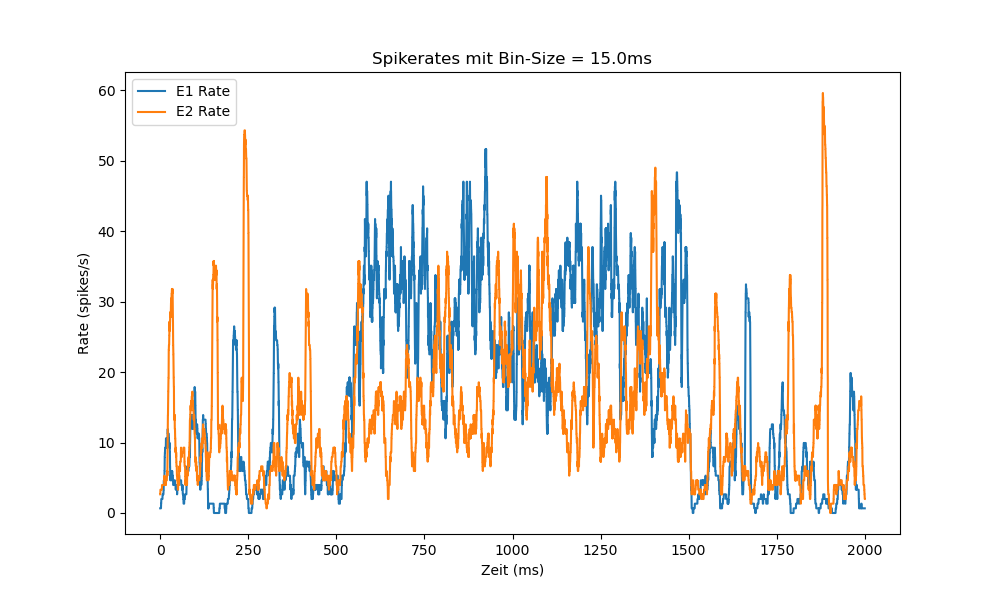 Spikerates mit Bin-Size = 15.0ms
E1 Rate
E2 Rate
Rate (spikes/s)
60
50
40
30
20
10
0
0 250 500 750 1000 1250 1500 1750 2000
Zeit (ms)